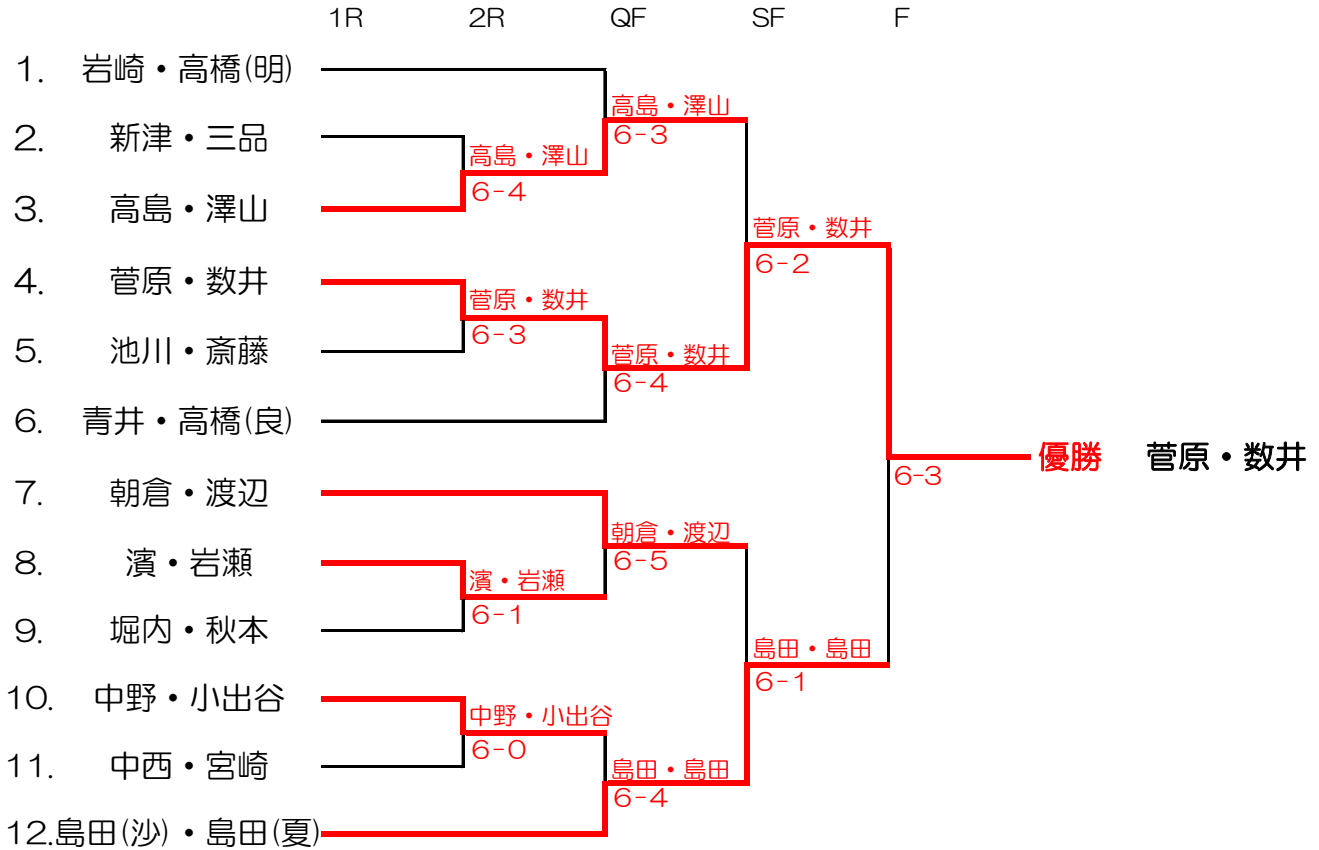 1R 2R QF SF F
1. 岩崎・高橋(明)
高島・澤山
6-3
2. 新津・三品
高島・澤山
6-4
3. 高島・澤山
菅原・数井
6-2
4. 菅原・数井
菅原・数井
6-3
5. 池川・斎藤
菅原・数井
6-4
6. 青井・高橋(良)
優勝 菅原・数井
6-3
7. 朝倉・渡辺
朝倉・渡辺
6-5
8. 濱・岩瀬
濱・岩瀬
6-1
9. 堀内・秋本
島田・島田
6-1
10. 中野・小出谷
中野・小出谷
6-0
11. 中西・宮崎
島田・島田
6-4
12.島田(沙)・島田(夏)